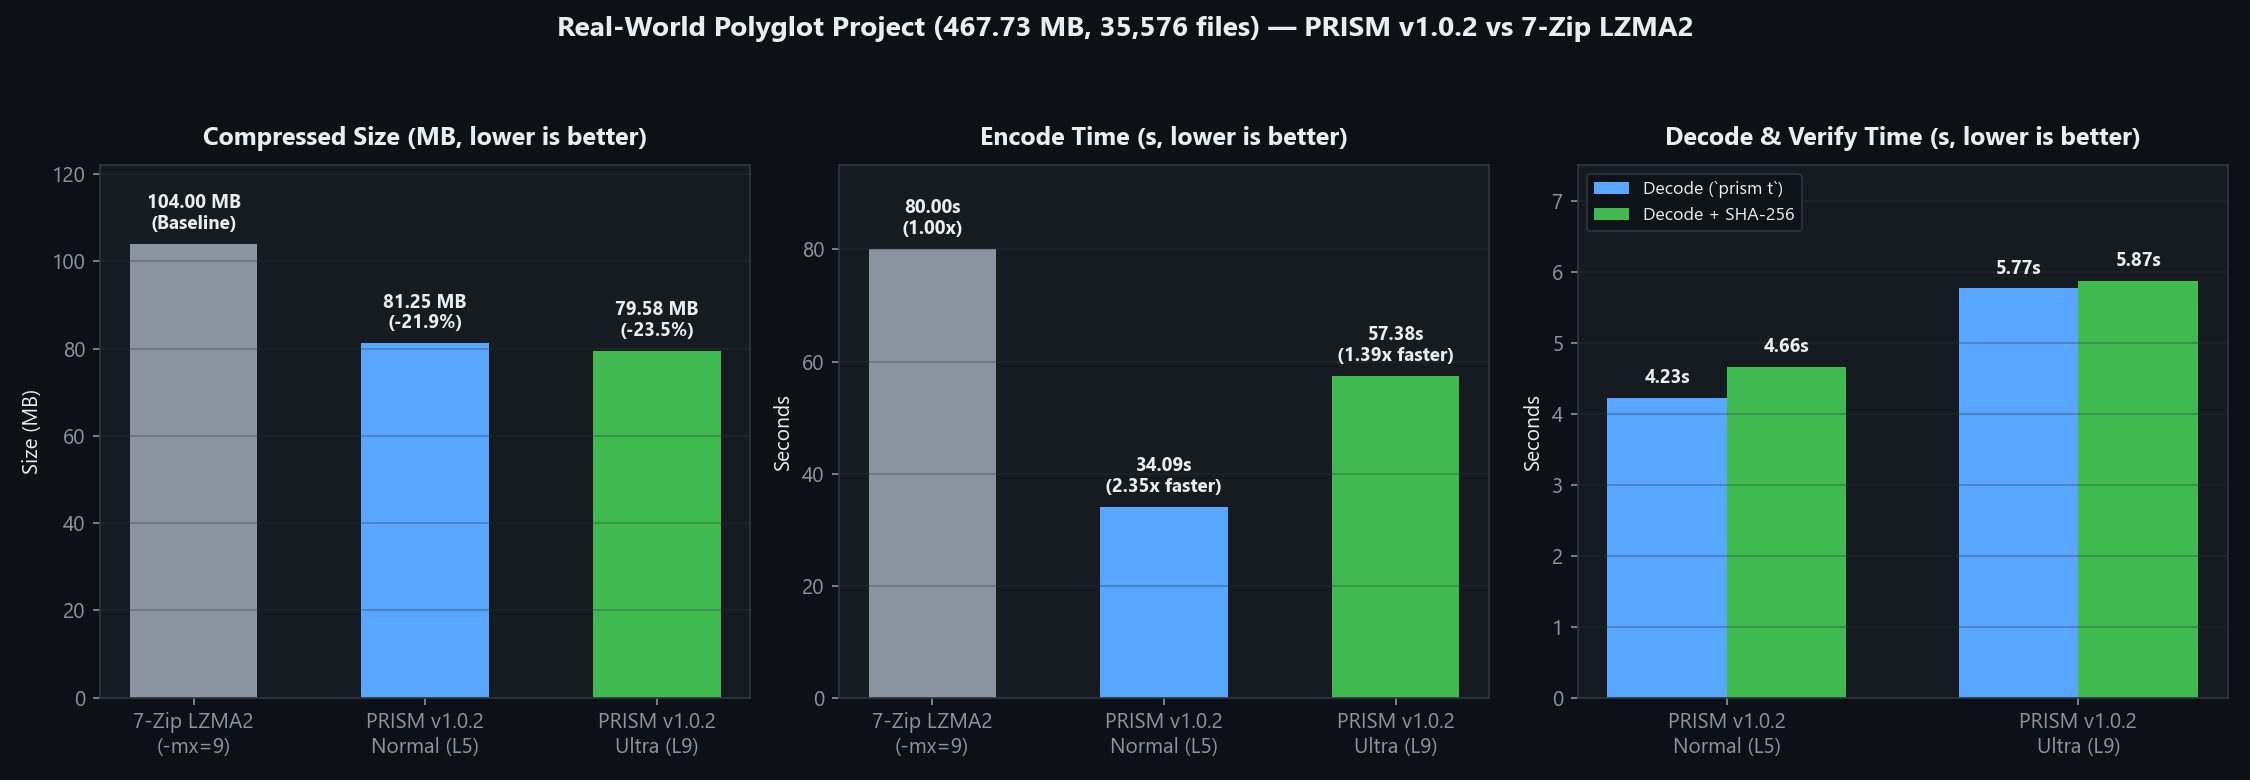 Real-World Polyglot Project (467.73 MB, 35,576 files) — PRISM v1.0.2 vs 7-Zip LZMA2
Compressed Size (MB, lower is better)
Size (MB)
120
100
80
60
40
20
0
104.00 MB
(Baseline)
81.25 MB
(-21.9%)
79.58 MB
(-23.5%)
7-Zip LZMA2
(-mx=9)
PRISM v1.0.2
Normal (L5)
PRISM v1.0.2
Ultra (L9)
Encode Time (s, lower is better)
Seconds
80
60
40
20
0
80.00s
(1.00x)
34.09s
(2.35x faster)
57.38s
(1.39x faster)
7-Zip LZMA2
(-mx=9)
PRISM v1.0.2
Normal (L5)
PRISM v1.0.2
Ultra (L9)
Decode & Verify Time (s, lower is better)
Decode (`prism t`)
Decode + SHA-256
Seconds
7
6
5
4
3
2
1
0
4.23s
4.66s
5.77s
5.87s
PRISM v1.0.2
Normal (L5)
PRISM v1.0.2
Ultra (L9)